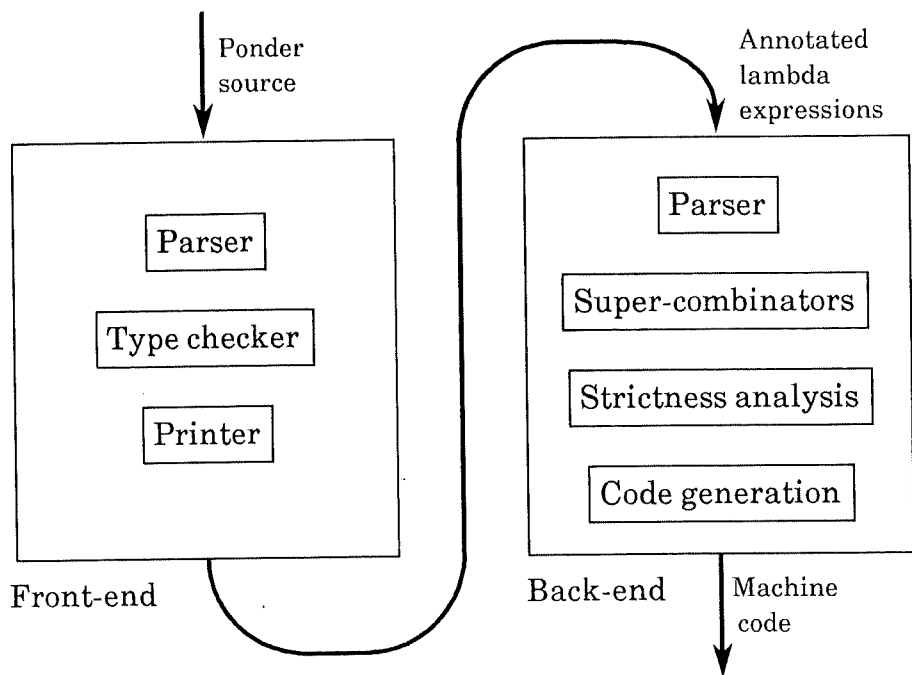 Ponder
source
Parser
Type checker
Printer
Front-end
Annotated
lambda
expressions
Parser
Super-combinators
Strictness analysis
Code generation
Back-end
Machine
code